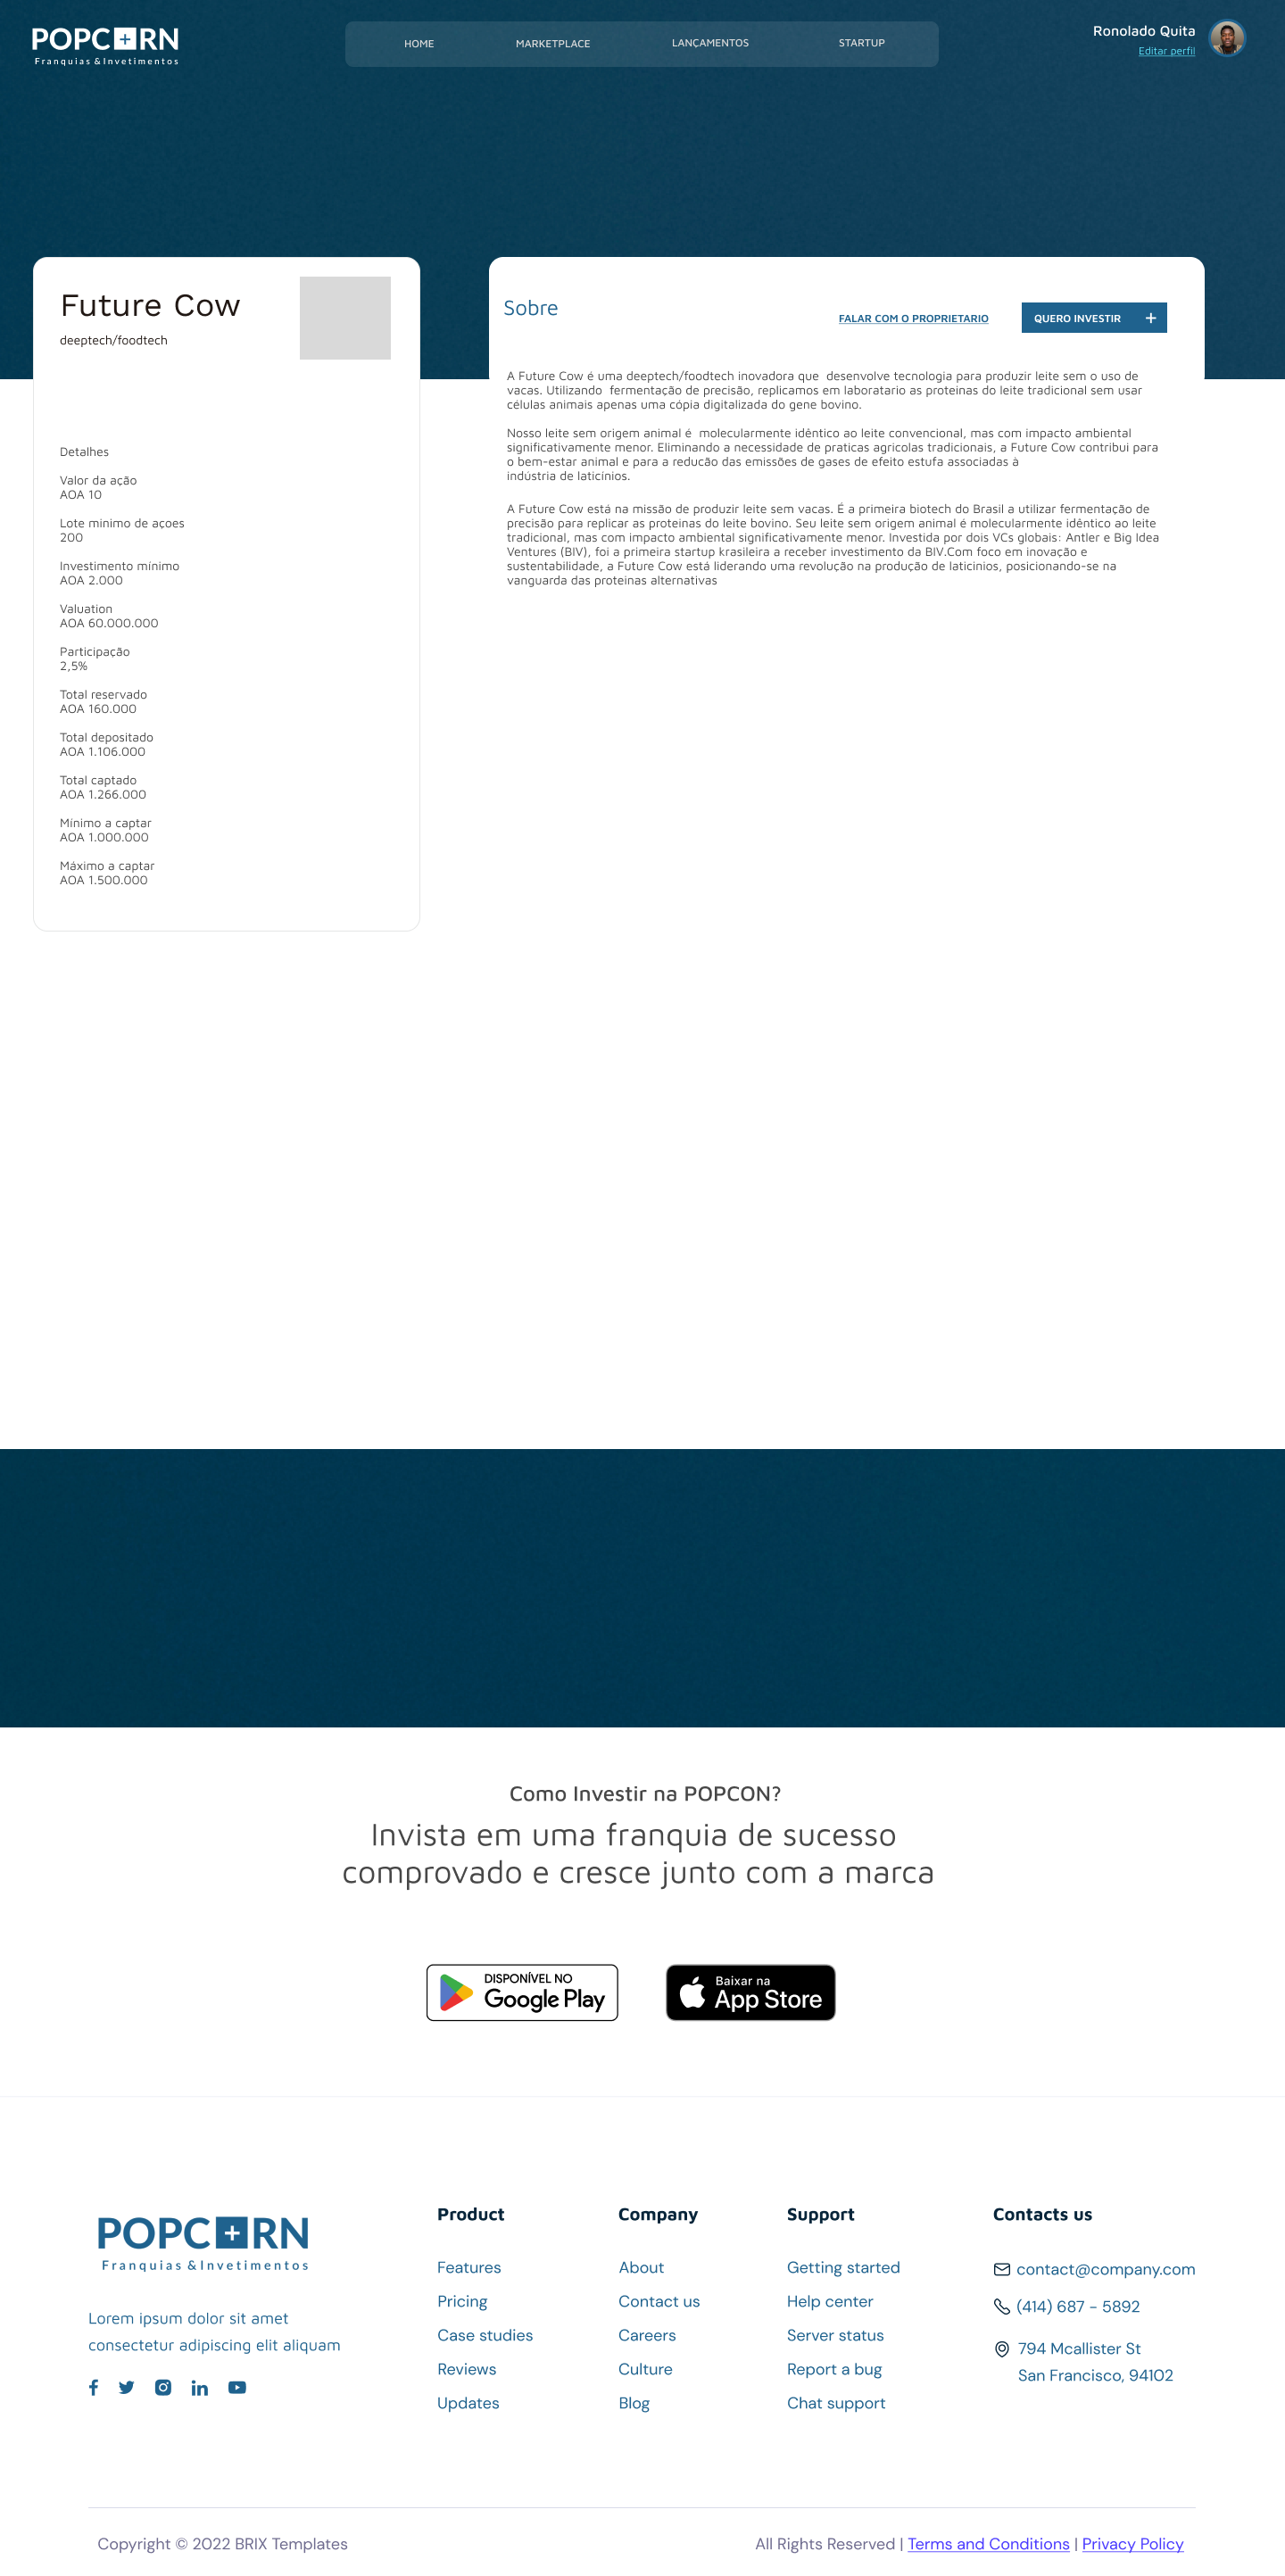 POPCORN
Franquias & Invetimentos
HOME
MARKETPLACE
LANÇAMENTOS
STARTUP
Ronolado Quita
Editar perfil
Future Cow
deeptech/foodtech
Detalhes
Valor da ação
AOA 10
Lote minimo de açoes
200
Investimento mínimo
AOA 2.000
Valuation
AOA 60.000.000
Participação
2,5%
Total reservado
AOA 160.000
Total depositado
AOA 1.106.000
Total captado
AOA 1.266.000
Mínimo a captar
AOA 1.000.000
Máximo a captar
AOA 1.500.000
Sobre
FALAR COM O PROPRIETARIO
QUERO INVESTIR +
A Future Cow é uma deeptech/foodtech inovadora que  desenvolve tecnologia para produzir leite sem o uso de
vacas. Utilizando  fermentação de precisão, replicamos em laboratario as proteinas do leite tradicional sem usar
células animais apenas uma cópia digitalizada do gene bovino.
Nosso leite sem origem animal é  molecularmente idêntico ao leite convencional, mas com impacto ambiental
significativamente menor. Eliminando a necessidade de praticas agricolas tradicionais, a Future Cow contribui para
o bem-estar animal e para a redução das emissões de gases de efeito estufa associadas à
indústria de laticínios.
A Future Cow está na missão de produzir leite sem vacas. É a primeira biotech do Brasil a utilizar fermentação de
precisão para replicar as proteinas do leite bovino. Seu leite sem origem animal é molecularmente idêntico ao leite
tradicional, mas com impacto ambiental significativamente menor. Investida por dois VCs globais: Antler e Big Idea
Ventures (BIV), foi a primeira startup krasileira a receber investimento da BIV.Com foco em inovação e
sustentabilidade, a Future Cow está liderando uma revolução na produção de laticinios, posicionando-se na
vanguarda das proteinas alternativas
Como Investir na POPCON?
Invista em uma franquia de sucesso
comprovado e cresce junto com a marca
DISPONÍVEL NO
Google Play
Baixar na
App Store
POPCORN
Franquias & Invetimentos
Lorem ipsum dolor sit amet
consectetur adipiscing elit aliquam
Product
Features
Pricing
Case studies
Reviews
Updates
Company
About
Contact us
Careers
Culture
Blog
Support
Getting started
Help center
Server status
Report a bug
Chat support
Contacts us
contact@company.com
(414) 687 - 5892
794 Mcallister St
San Francisco, 94102
Copyright © 2022 BRIX Templates
All Rights Reserved | Terms and Conditions | Privacy Policy